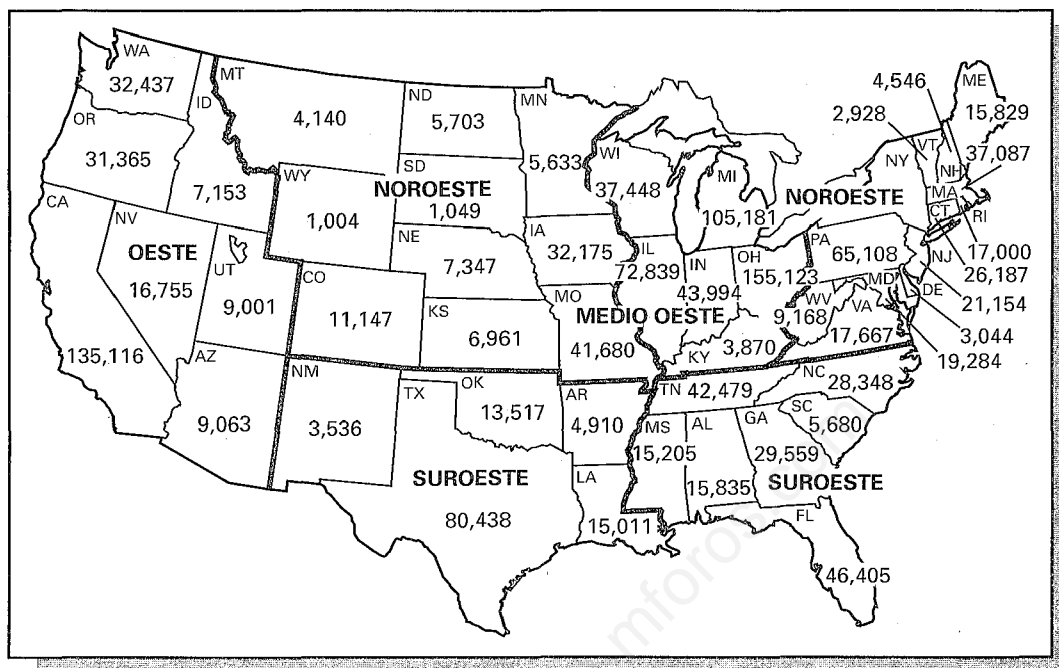 WA
32,437
ID
MT
4,140
ND
5,703
MN
5,633
OR
31,365
7,153
WY
1,004
SD
NOROESTE
1,049
WI
37,448
MI
105,181
4,546
2,928
ME
15,829
37,087
NY
VT
NH
NOROESTE
MA
CT
RI
17,000
26,187
NJ
21,154
DE
3,044
19,284
CA
NV
OESTE
16,755
UT
9,001
NE
7,347
IA
32,175
IL
72,839
IN
43,994
OH
155,123
PA
65,108
MD
WV
9,168
VA
17,667
CO
11,147
KS
6,961
MO
MEDIO OESTE
41,680
KY
3,870
135,116
AZ
9,063
NM
3,536
TX
OK
13,517
AR
4,910
TN
42,479
NC
28,348
SC
5,680
MS
15,205
AL
15,835
GA
29,559
SUROESTE
SUROESTE
80,438
LA
15,011
FL
46,405